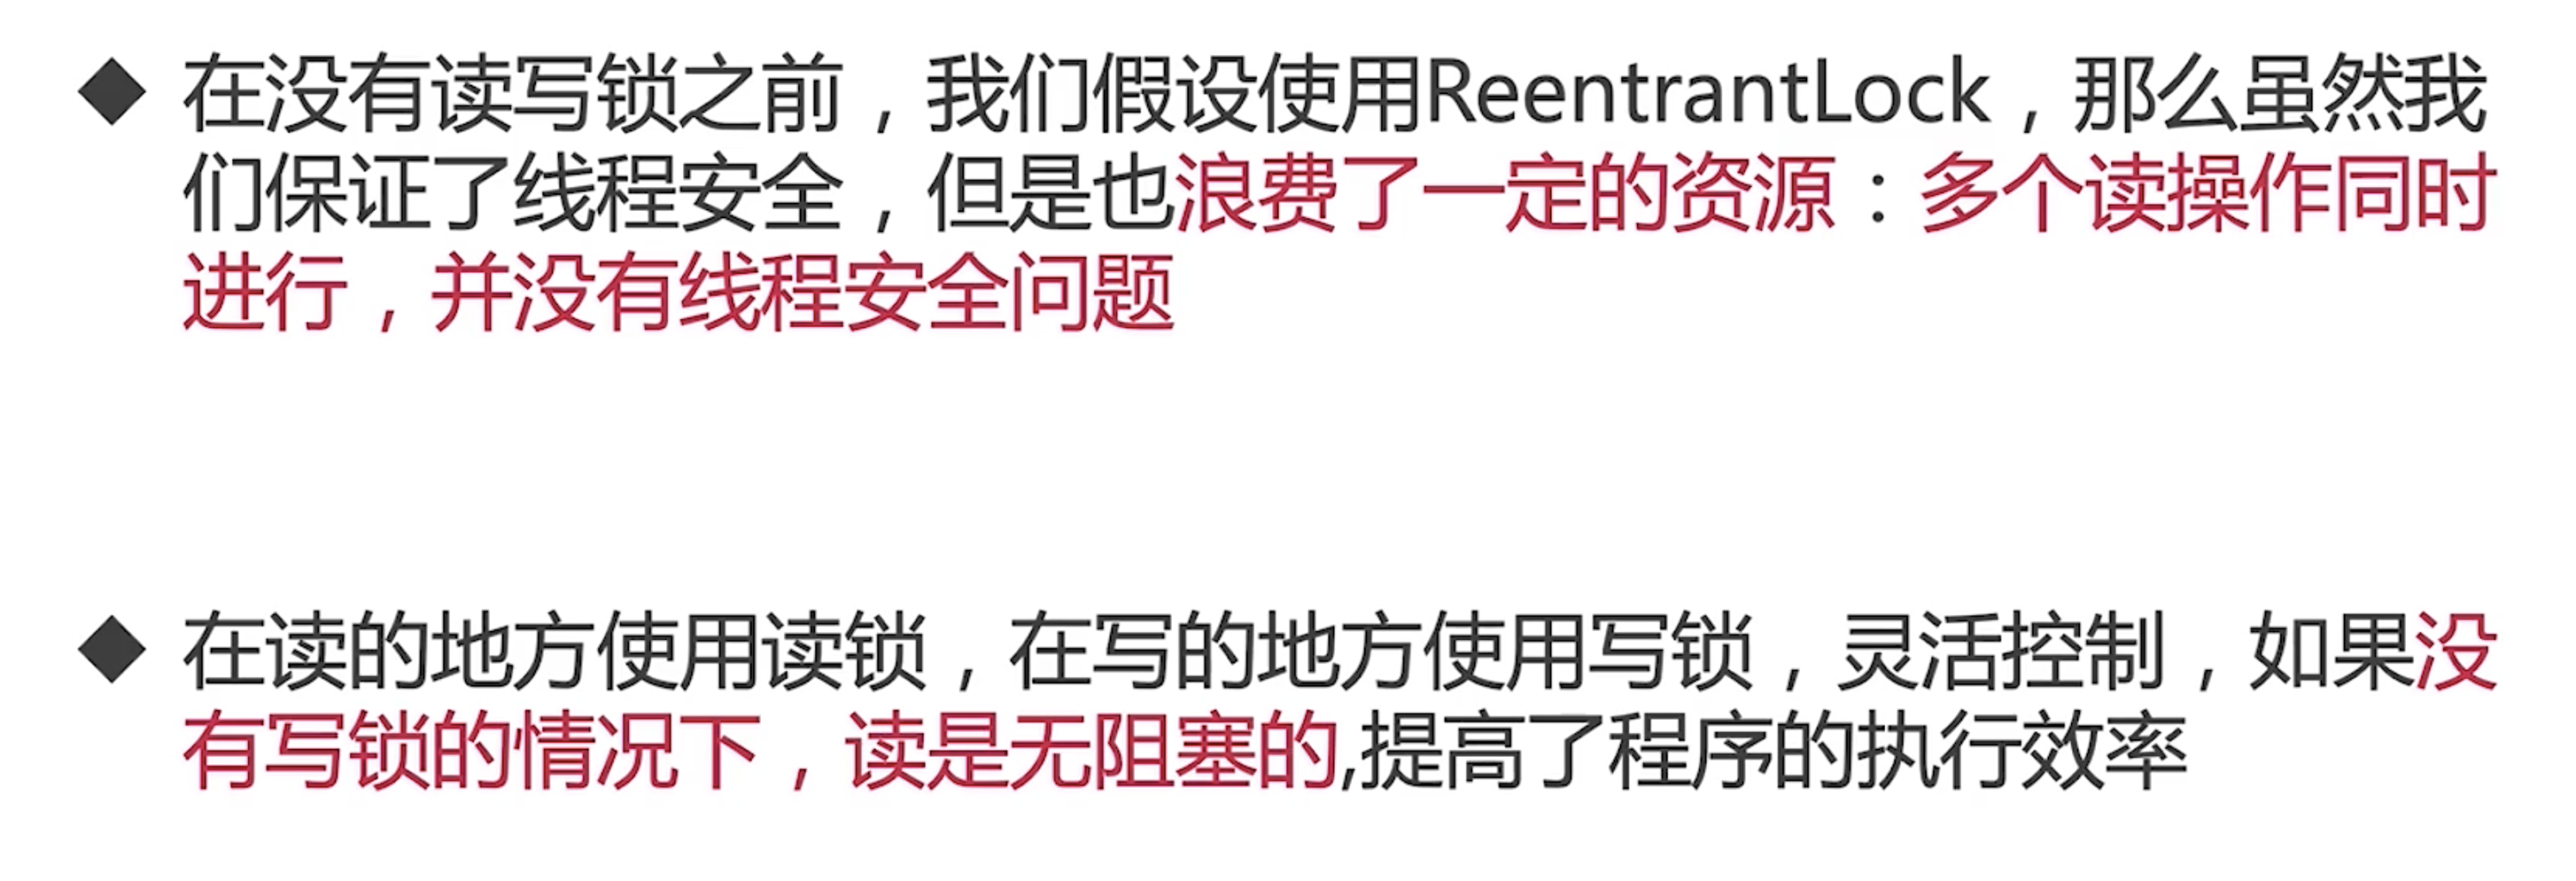 ◆ 在没有读写锁之前，我们假设使用ReentrantLock，那么虽然我
们保证了线程安全，但是也浪费了一定的资源：多个读操作同时
进行，并没有线程安全问题
◆ 在读的地方使用读锁，在写的地方使用写锁，灵活控制，如果没
有写锁的情况下，读是无阻塞的,提高了程序的执行效率